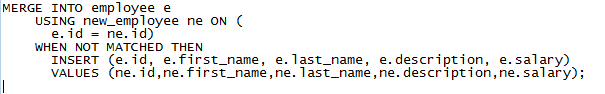 MERGE INTO employee e
USING new_employee ne ON (
e.id = ne.id)
WHEN NOT MATCHED THEN
INSERT (e.id, e.first_name, e.last_name, e.description, e.salary)
VALUES (ne.id,ne.first_name,ne.last_name,ne.description,ne.salary);